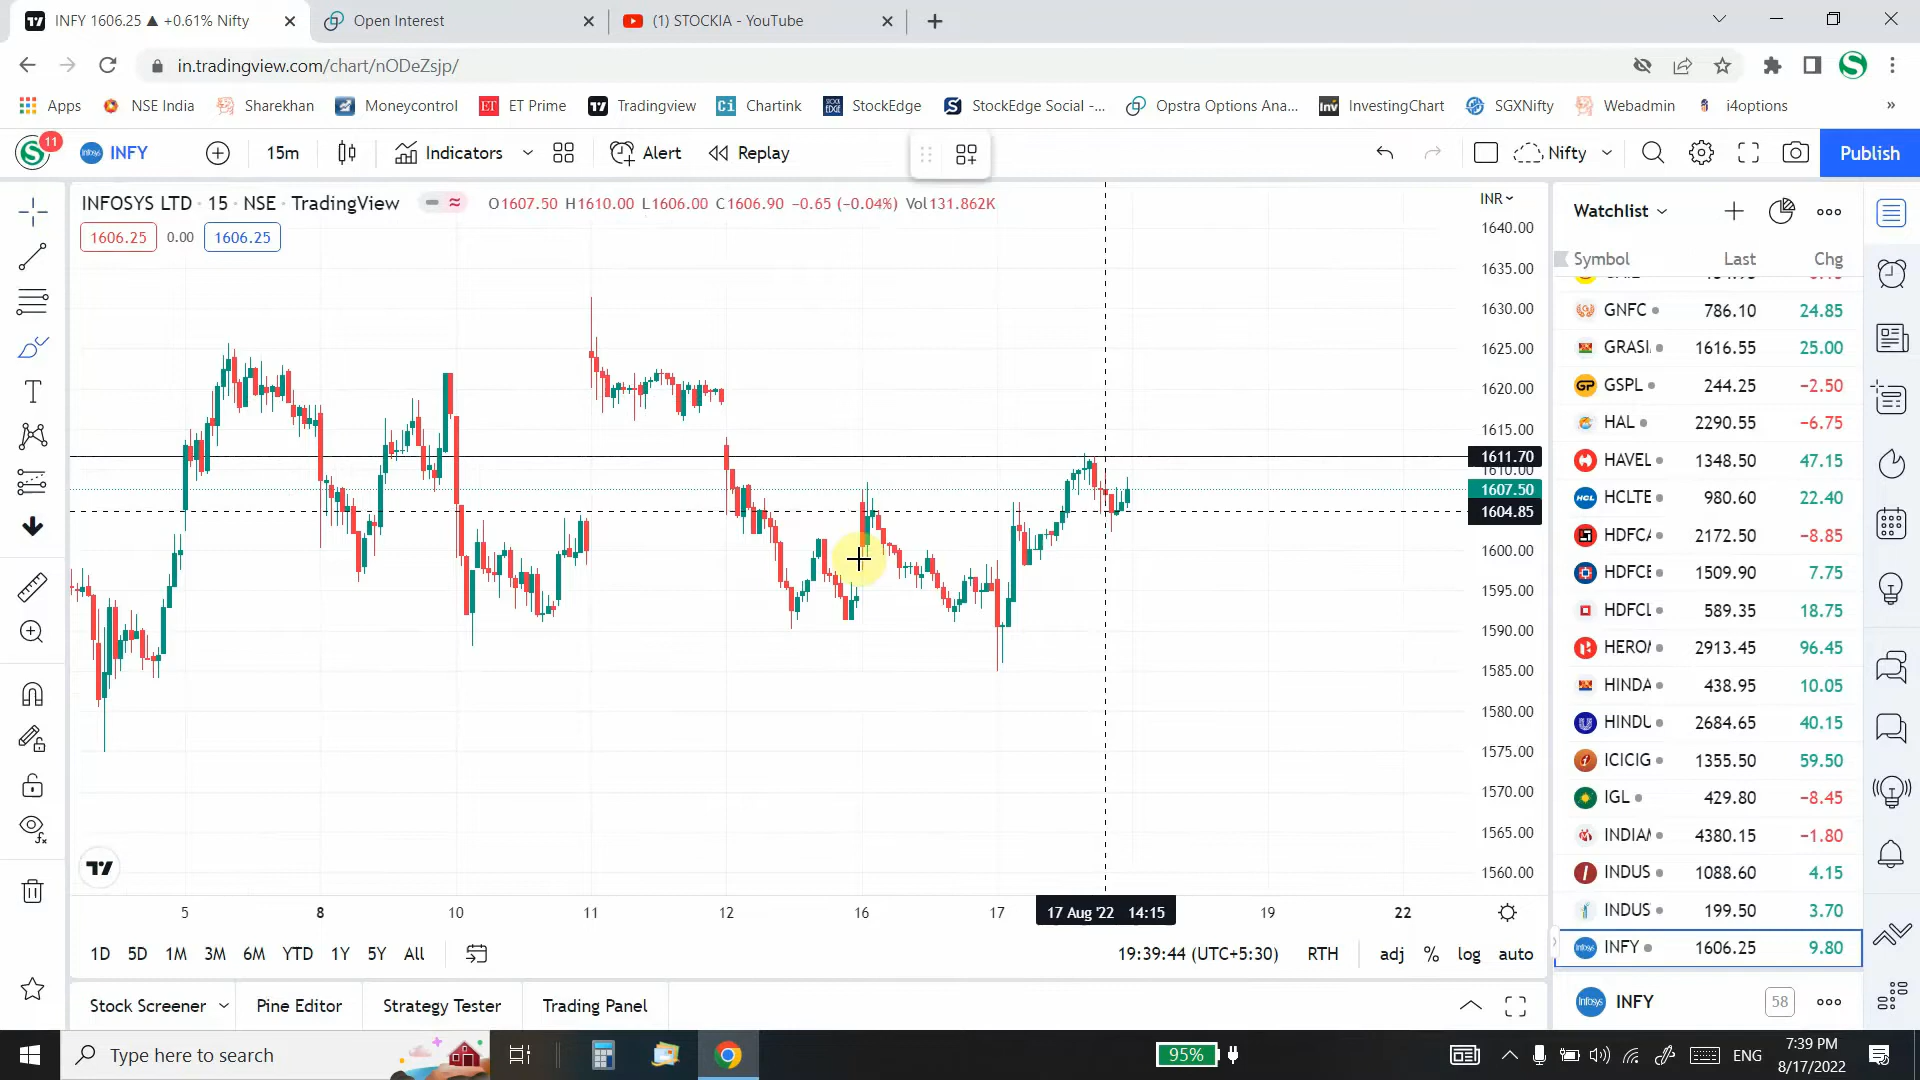 INFY 1606.25 ▲ +0.61% Nifty
Open Interest
(1) STOCKIA - YouTube
in.tradingview.com/chart/nODeZsjp/
Apps
NSE India
Sharekhan
Moneycontrol
ET Prime
Tradingview
Chartink
StockEdge
StockEdge Social -...
Opstra Options Ana...
InvestingChart
SGXNifty
Webadmin
i4options
»
11
INFY
15m
Indicators
Alert
Replay
Nifty
Publish
INFOSYS LTD · 15 · NSE · TradingView
O1607.50 H1610.00 L1606.00 C1606.90 −0.65 (−0.04%) Vol131.862K
1606.25
0.00
1606.25
INR
1640.00
1635.00
1630.00
1625.00
1620.00
1615.00
1611.70
1610.00
1607.50
1604.85
1600.00
1595.00
1590.00
1585.00
1580.00
1575.00
1570.00
1565.00
1560.00
5
8
10
11
12
16
17
17 Aug '22 14:15
19
22
1D 5D 1M 3M 6M YTD 1Y 5Y All
19:39:44 (UTC+5:30)
RTH
adj % log auto
Stock Screener
Pine Editor
Strategy Tester
Trading Panel
Watchlist
Symbol Last Chg
GNFC 786.10 24.85
GRASI 1616.55 25.00
GSPL 244.25 −2.50
HAL 2290.55 −6.75
HAVEL 1348.50 47.15
HCLTE 980.60 22.40
HDFCA 2172.50 −8.85
HDFCE 1509.90 7.75
HDFCL 589.35 18.75
HEROM 2913.45 96.45
HINDA 438.95 10.05
HINDU 2684.65 40.15
ICICIG 1355.50 59.50
IGL 429.80 −8.45
INDIAM 4380.15 −1.80
INDUS 1088.60 4.15
INDUS 199.50 3.70
INFY 1606.25 9.80
INFY
58
Type here to search
95%
ENG
7:39 PM
8/17/2022